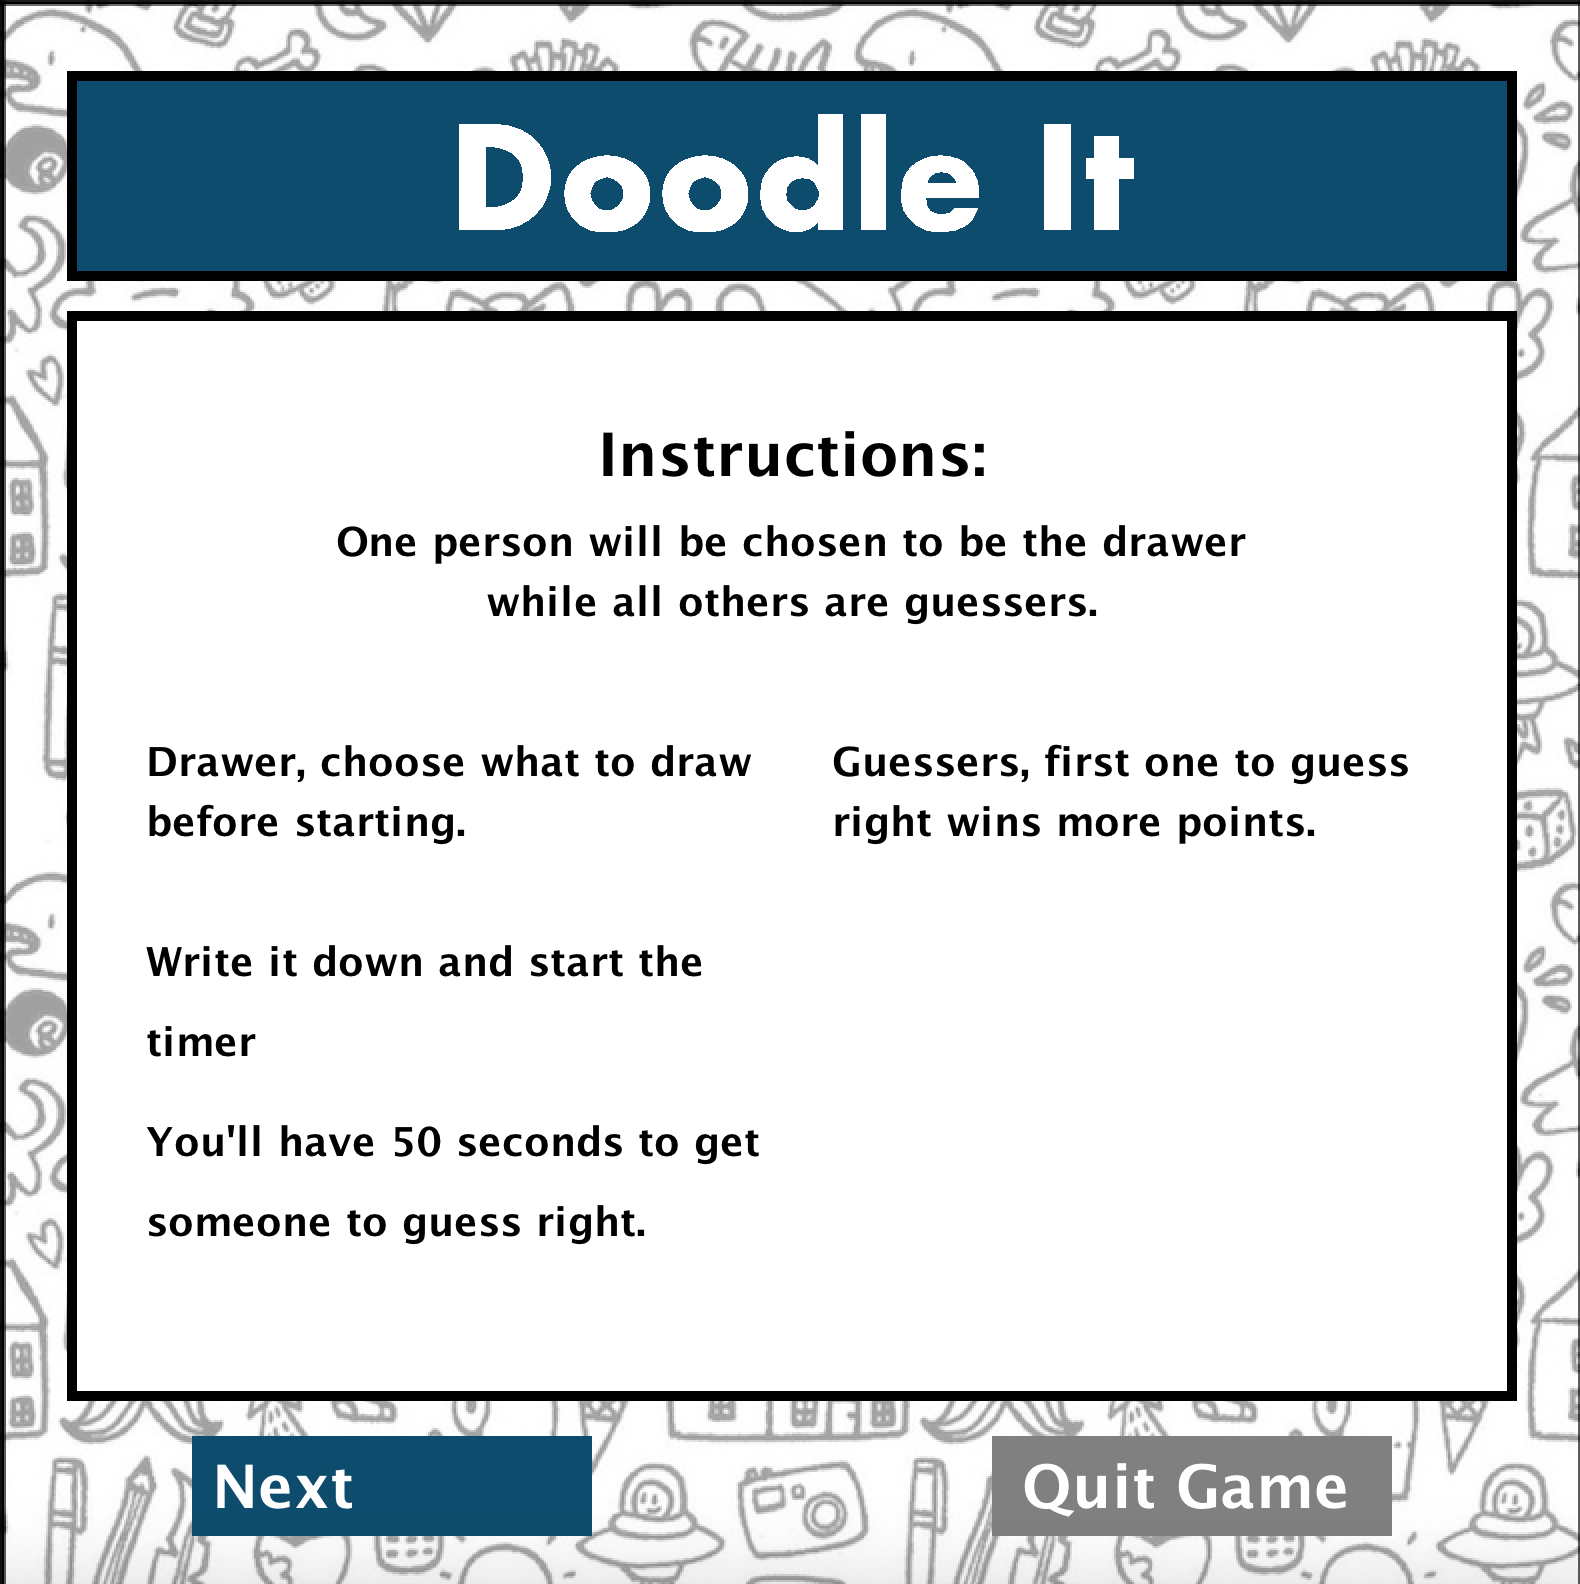 Doodle It
Instructions:
One person will be chosen to be the drawer
while all others are guessers.
Drawer, choose what to draw
before starting.
Write it down and start the
timer
You'll have 50 seconds to get
someone to guess right.
Guessers, first one to guess
right wins more points.
Next
Quit Game